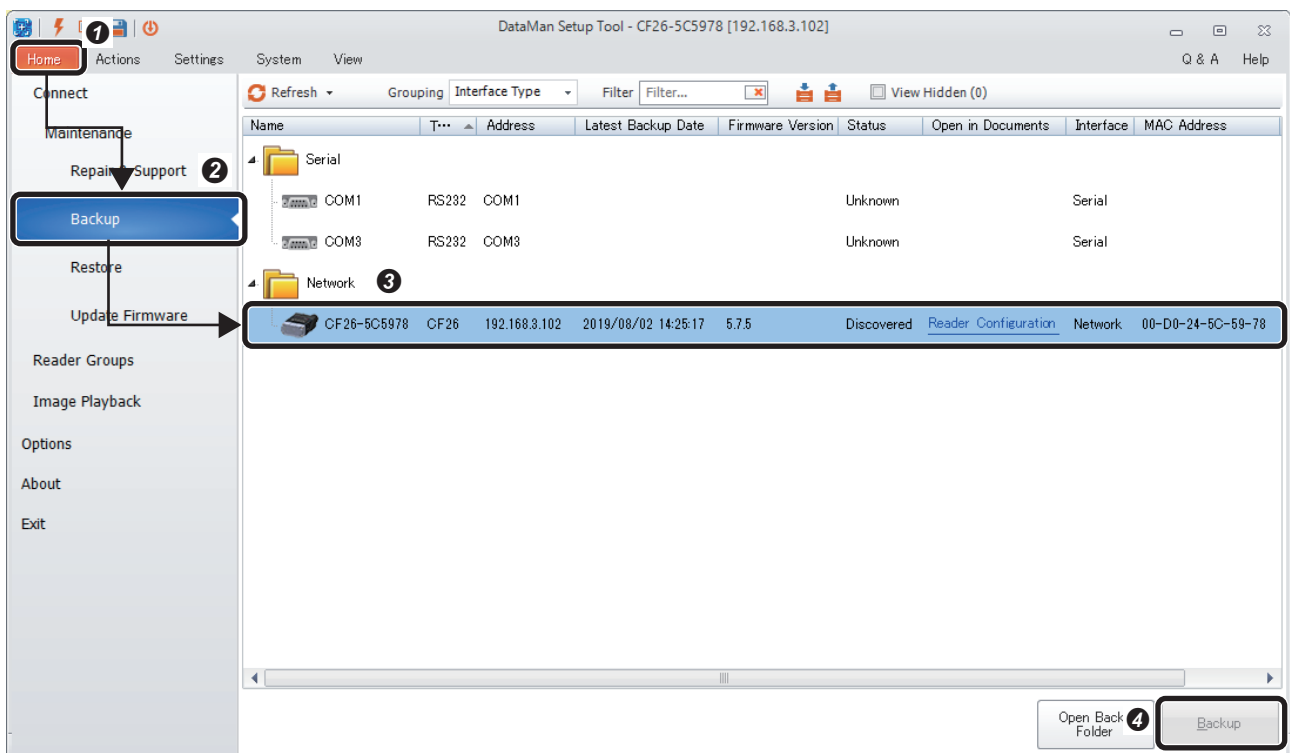 DataMan Setup Tool - CF26-5C5978 [192.168.3.102]
1
Home Actions Settings System View Q & A Help
Connect
Maintenance
Repair & Support 2
Backup
Restore
Update Firmware
Reader Groups
Image Playback
Options
About
Exit
Refresh Grouping Interface Type Filter Filter... View Hidden (0)
Name T... Address Latest Backup Date Firmware Version Status Open in Documents Interface MAC Address
Serial
COM1 RS232 COM1 Unknown Serial
COM3 RS232 COM3 Unknown Serial
Network 3
CF26-5C5978 CF26 192.168.3.102 2019/08/02 14:25:17 5.7.5 Discovered Reader Configuration Network 00-D0-24-5C-59-78
Open Back 4
Folder
Backup